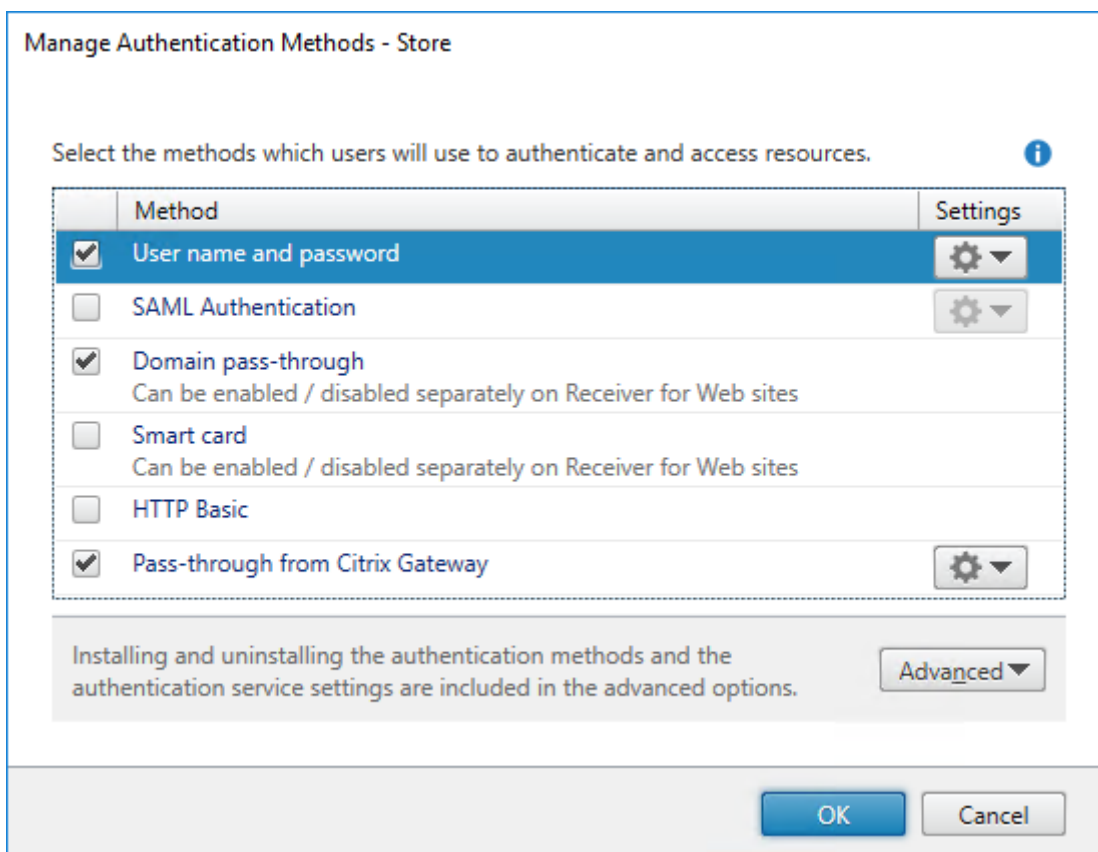 Manage Authentication Methods - Store
Select the methods which users will use to authenticate and access resources.
Method Settings
User name and password
SAML Authentication
Domain pass-through
Can be enabled / disabled separately on Receiver for Web sites
Smart card
Can be enabled / disabled separately on Receiver for Web sites
HTTP Basic
Pass-through from Citrix Gateway
Installing and uninstalling the authentication methods and the
authentication service settings are included in the advanced options.
Advanced
OK Cancel